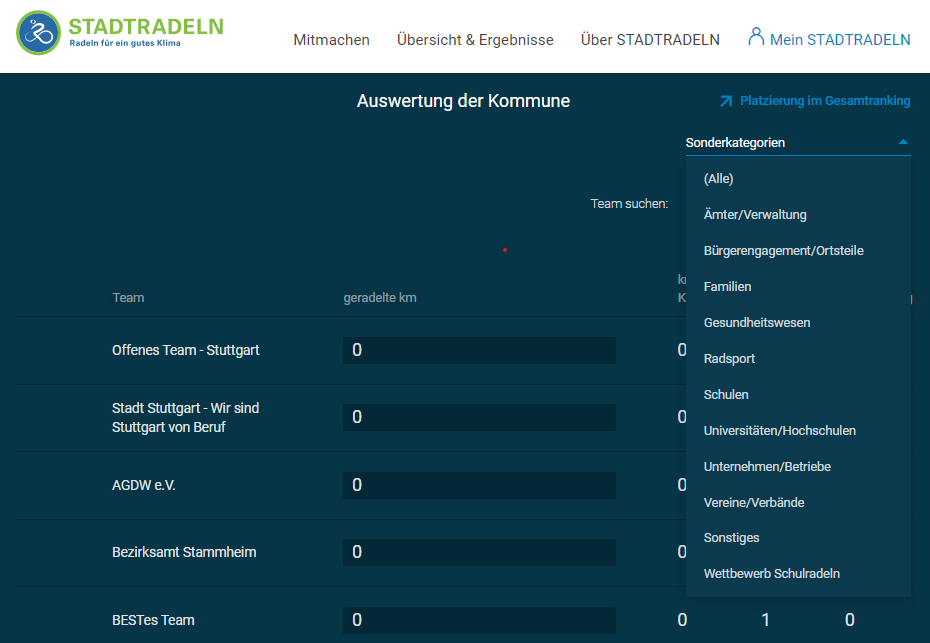 STADTRADELN
Radeln für ein gutes Klima
Mitmachen Übersicht & Ergebnisse Über STADTRADELN Mein STADTRADELN
Auswertung der Kommune
Platzierung im Gesamtranking
Sonderkategorien
(Alle)
Ämter/Verwaltung
Bürgerengagement/Ortsteile
Familien
Gesundheitswesen
Radsport
Schulen
Universitäten/Hochschulen
Unternehmen/Betriebe
Vereine/Verbände
Sonstiges
Wettbewerb Schulradeln
Team suchen:
Team geradelte km
Offenes Team - Stuttgart 0 0
Stadt Stuttgart - Wir sind
Stuttgart von Beruf 0 0
AGDW e.V. 0 0
Bezirksamt Stammheim 0 0
BESTes Team 0 0 1 0